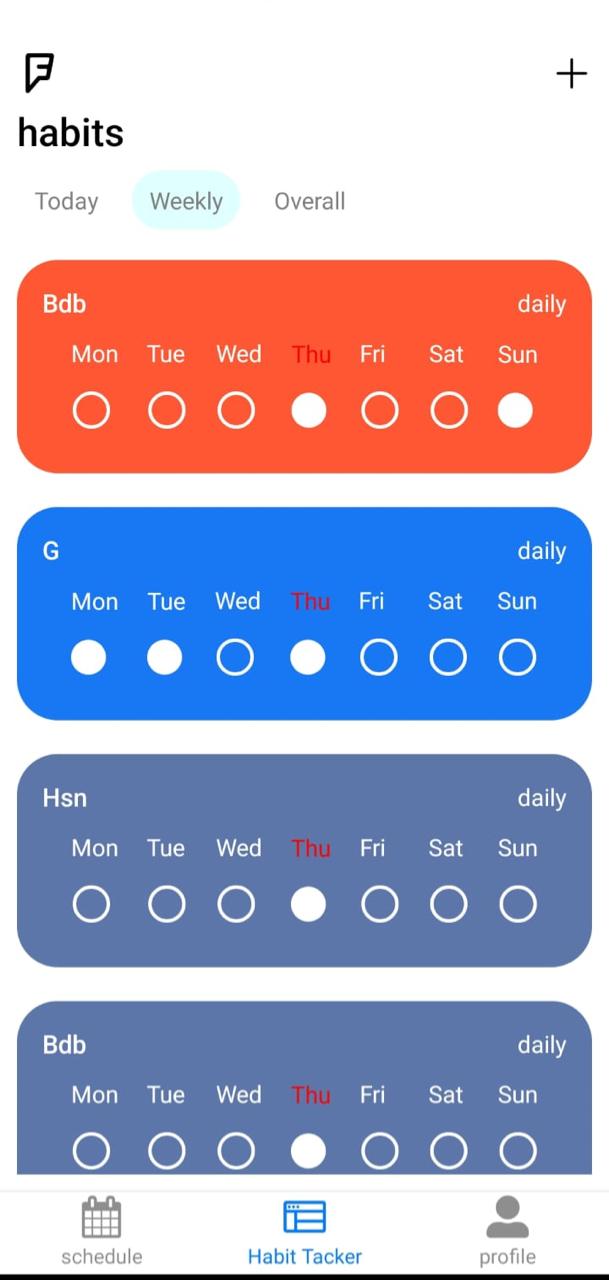 habits
Today Weekly Overall
Bdb daily
Mon Tue Wed Thu Fri Sat Sun
G daily
Mon Tue Wed Thu Fri Sat Sun
Hsn daily
Mon Tue Wed Thu Fri Sat Sun
Bdb daily
Mon Tue Wed Thu Fri Sat Sun
schedule Habit Tacker profile